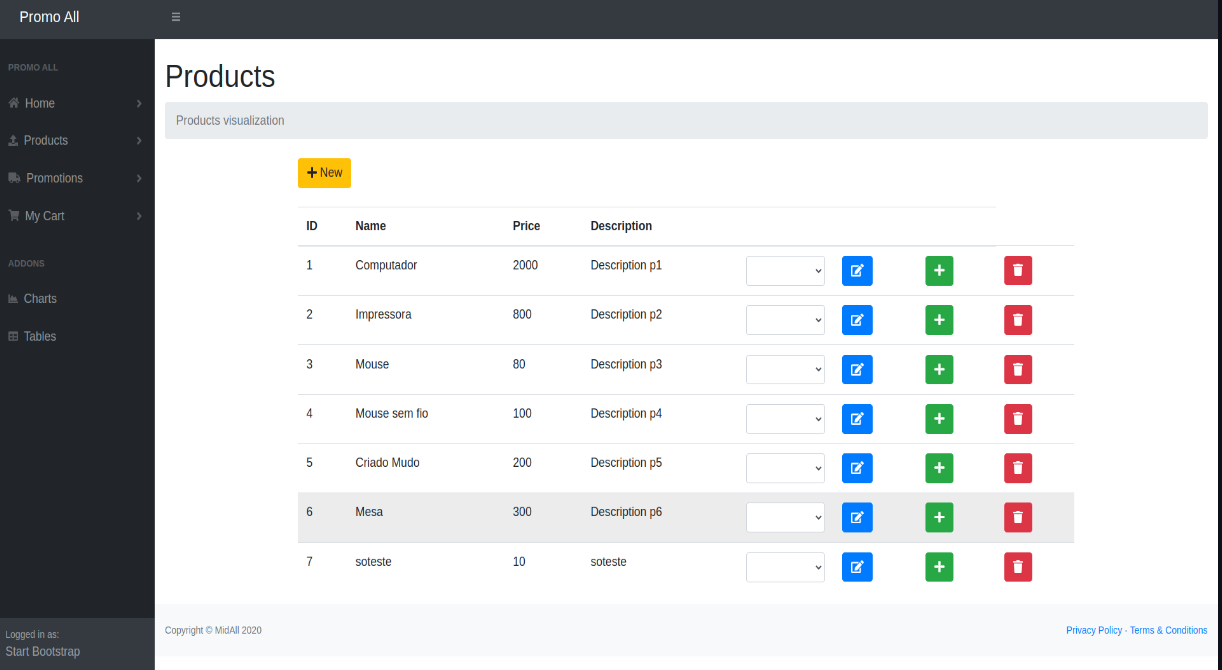 Promo All
PROMO ALL
Home
Products
Promotions
My Cart
ADDONS
Charts
Tables
Logged in as:
Start Bootstrap
Products
Products visualization
New
ID Name Price Description
1 Computador 2000 Description p1
2 Impressora 800 Description p2
3 Mouse 80 Description p3
4 Mouse sem fio 100 Description p4
5 Criado Mudo 200 Description p5
6 Mesa 300 Description p6
7 soteste 10 soteste
Copyright © MidAll 2020
Privacy Policy · Terms & Conditions